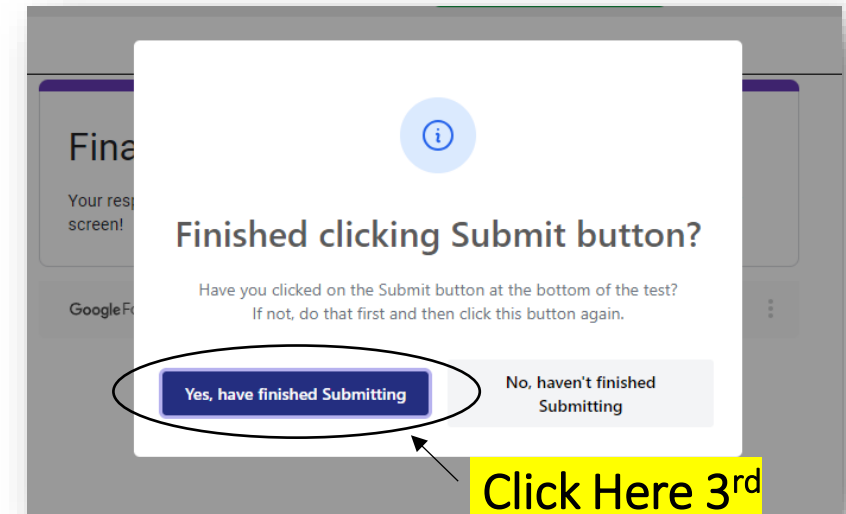 Fina
Your resp
screen!
Finished clicking Submit button?
Have you clicked on the Submit button at the bottom of the test?
If not, do that first and then click this button again.
Google Fo
Yes, have finished Submitting
No, haven't finished
Submitting
Click Here 3rd